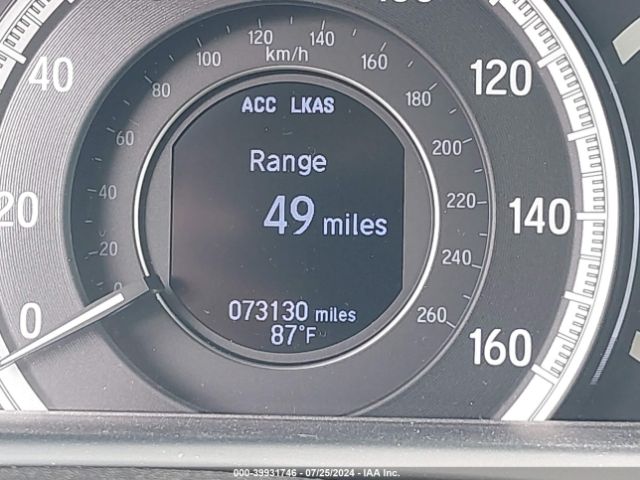 120 140
100 km/h 160
40 80 180 120
ACC LKAS
60 200
Range
40 220
20 49 miles 140
20 240
0 073130 miles 260
0 87°F 160
000-39931746 - 07/25/2024 - IAA Inc.